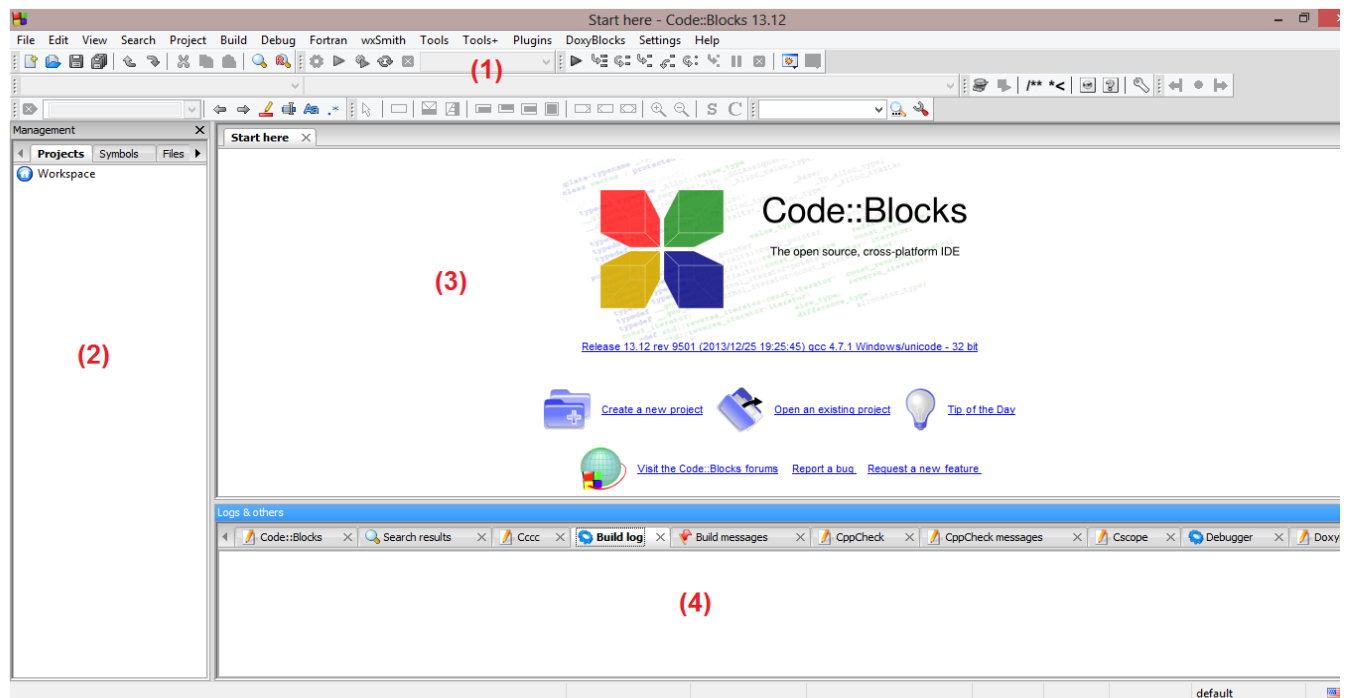 Start here - Code::Blocks 13.12
File Edit View Search Project Build Debug Fortran wxSmith Tools Tools+ Plugins DoxyBlocks Settings Help
(1)
/** *<
S C
Management
Projects Symbols Files
Workspace
(2)
Start here
Code::Blocks
The open source, cross-platform IDE
(3)
Release 13.12 rev 9501 (2013/12/25 19:25:45) gcc 4.7.1 Windows/unicode - 32 bit
Create a new project Open an existing project Tip of the Day
Visit the Code::Blocks forums Report a bug Request a new feature
Logs & others
Code::Blocks Search results Cccc Build log Build messages CppCheck CppCheck messages Cscope Debugger Doxy
(4)
default